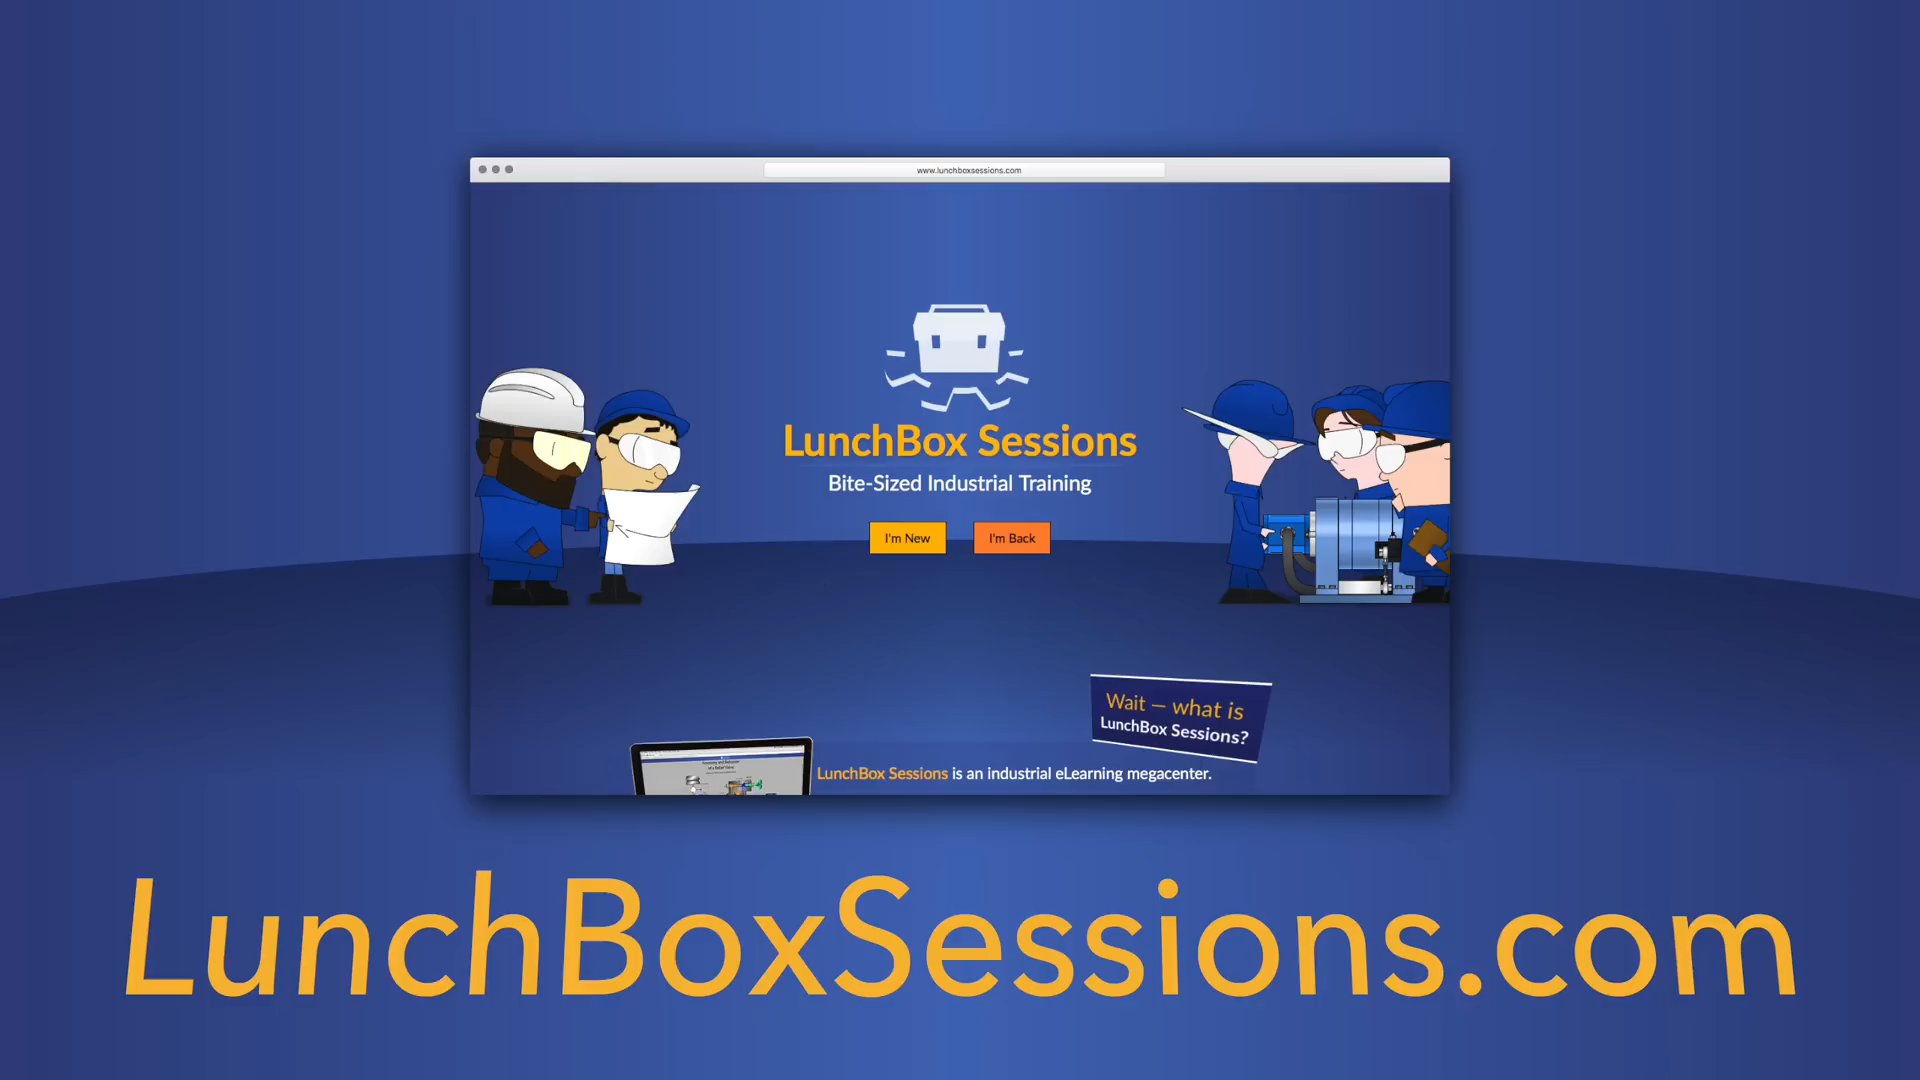 www.lunchboxsessions.com
LunchBox Sessions
Bite-Sized Industrial Training
I'm New
I'm Back
Wait – what is
LunchBox Sessions?
LunchBox Sessions is an industrial eLearning megacenter.
LunchBoxSessions.com